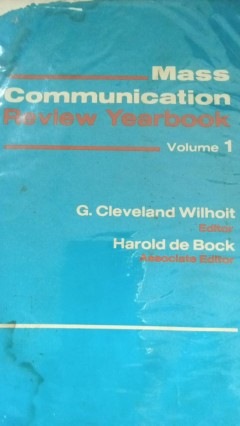 Mass
Communication
Review Yearbook
Volume 1
G. Cleveland Wilhoit
Editor
Harold de Bock
Associate Editor